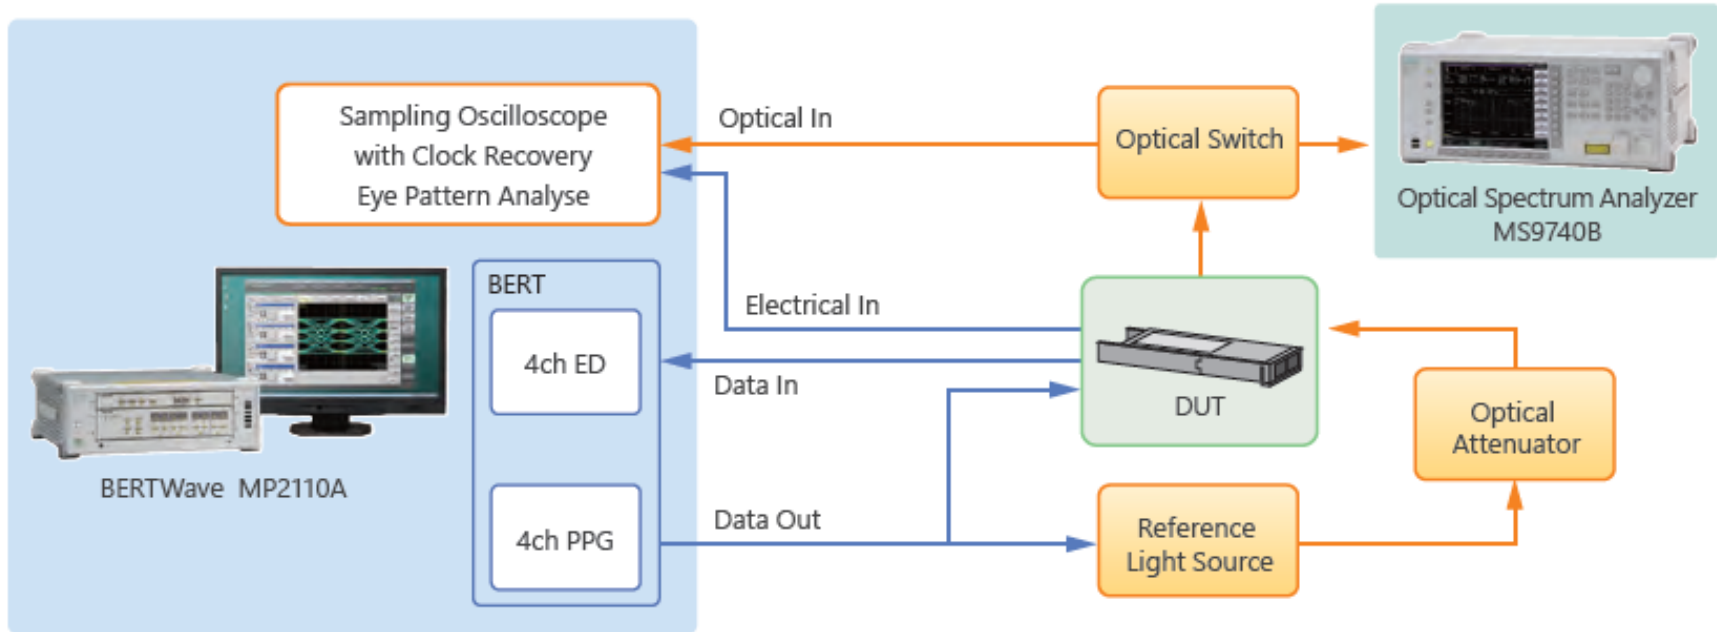 Sampling Oscilloscope
with Clock Recovery
Eye Pattern Analyse
Optical In
Optical Switch
Optical Spectrum Analyzer
MS9740B
BERT
Electrical In
4ch ED
Data In
DUT
Optical
Attenuator
BERTWave MP2110A
4ch PPG
Data Out
Reference
Light Source